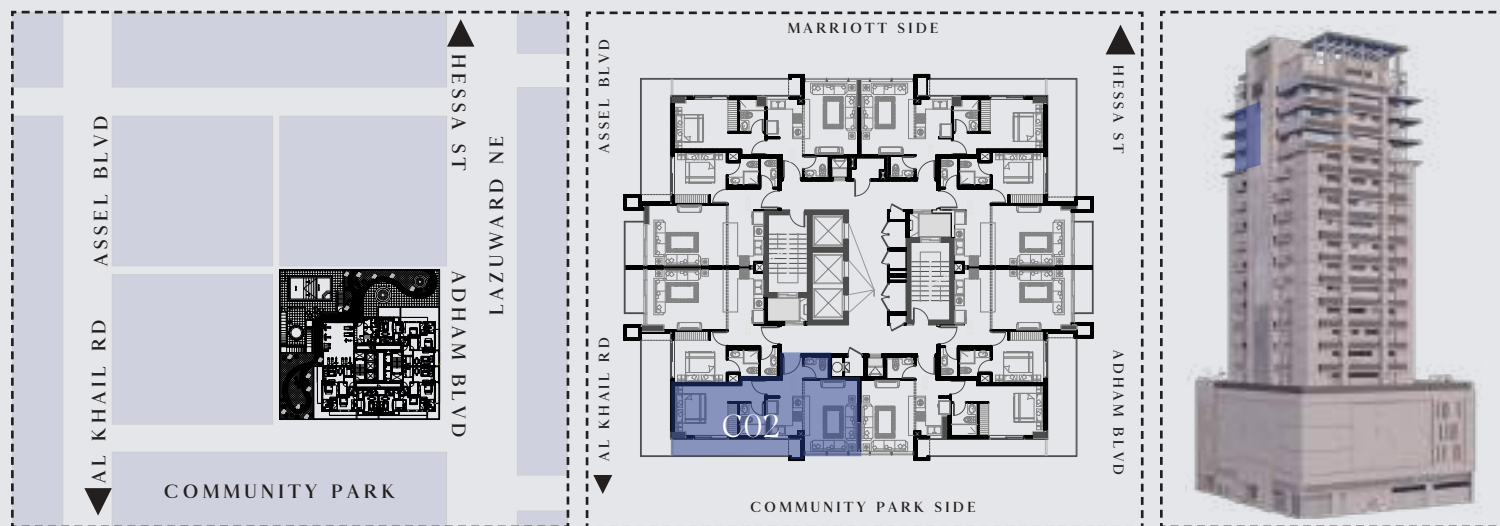 HESSA ST
ASSEL BLVD
LAZUWARD NE
ADHAM BLVD
AL KHAIL RD
COMMUNITY PARK
MARRIOTT SIDE
ASSEL BLVD
HESSA ST
AL KHAIL RD
ADHAM BLVD
C02
COMMUNITY PARK SIDE